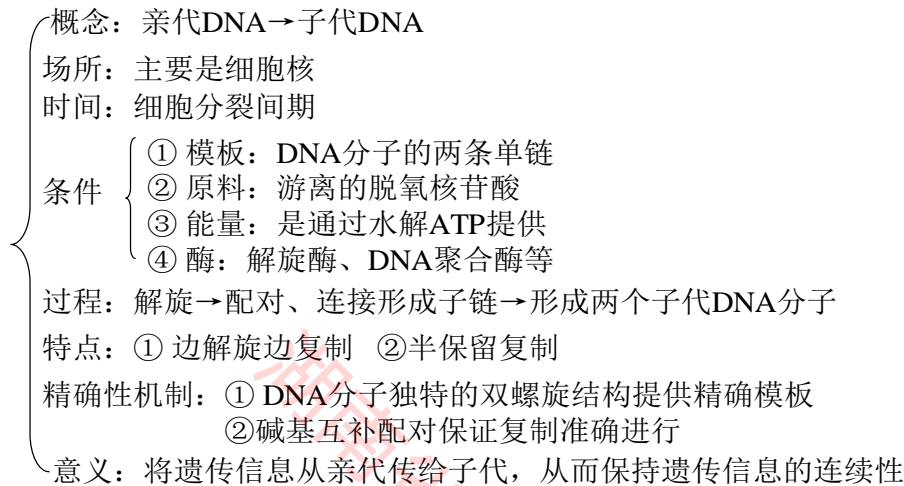 概念：亲代DNA→子代DNA
场所：主要是细胞核
时间：细胞分裂间期
条件
① 模板：DNA分子的两条单链
② 原料：游离的脱氧核苷酸
③ 能量：是通过水解ATP提供
④ 酶：解旋酶、DNA聚合酶等
过程：解旋→配对、连接形成子链→形成两个子代DNA分子
特点：① 边解旋边复制 ②半保留复制
精确性机制：① DNA分子独特的双螺旋结构提供精确模板
②碱基互补配对保证复制准确进行
意义：将遗传信息从亲代传给子代，从而保持遗传信息的连续性